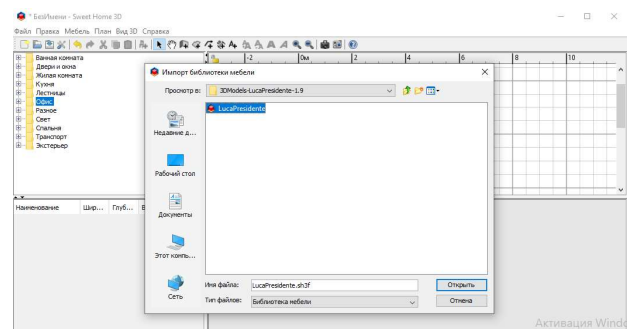 * БезИмени - Sweet Home 3D
Файл Правка Мебель План Вид 3D Справка
Ванная комната
Двери и окна
Жилая комната
Кухня
Лестницы
Офис
Разное
Свет
Спальня
Транспорт
Экстерьер
-2 0м 2 4 6 8 10
Импорт библиотеки мебели
Просмотр в: 3DModels-LucaPresidente-1.9
LucaPresidente
Недавние д...
Рабочий стол
Документы
Этот компь...
Сеть
Имя файла: LucaPresidente.sh3f Открыть
Тип файлов: Библиотека мебели Отмена
Наименование Шир... Глуб... В
Активация Windo